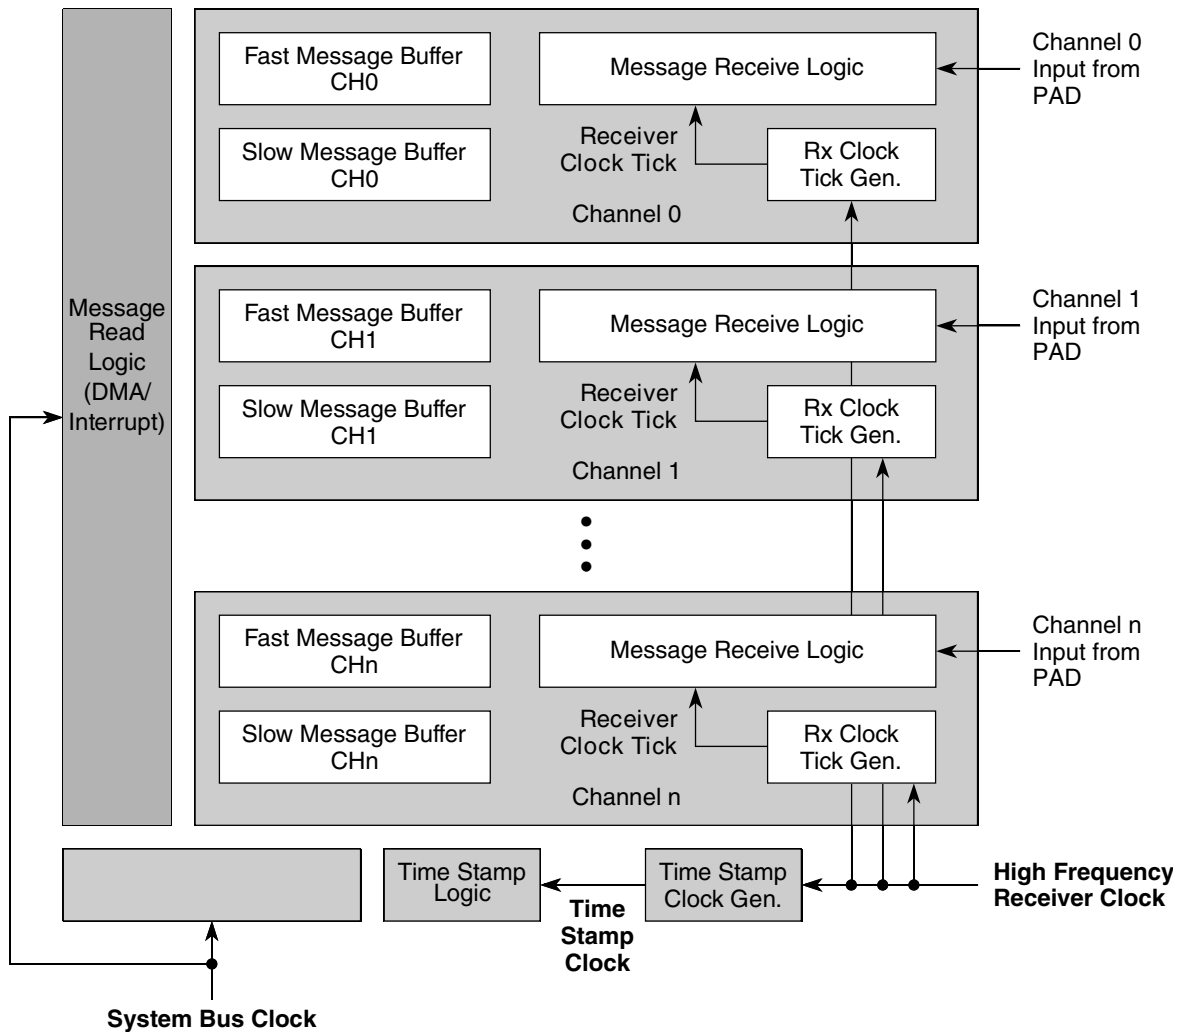 Fast Message Buffer
CH0
Message Receive Logic
Channel 0
Input from
PAD
Slow Message Buffer
CH0
Receiver
Clock Tick
Rx Clock
Tick Gen.
Channel 0
Message
Read
Logic
(DMA/
Interrupt)
Fast Message Buffer
CH1
Message Receive Logic
Channel 1
Input from
PAD
Slow Message Buffer
CH1
Receiver
Clock Tick
Rx Clock
Tick Gen.
Channel 1
Fast Message Buffer
CHn
Message Receive Logic
Channel n
Input from
PAD
Slow Message Buffer
CHn
Receiver
Clock Tick
Rx Clock
Tick Gen.
Channel n
Time Stamp
Logic
Time Stamp
Clock Gen.
High Frequency
Receiver Clock
Time
Stamp
Clock
System Bus Clock